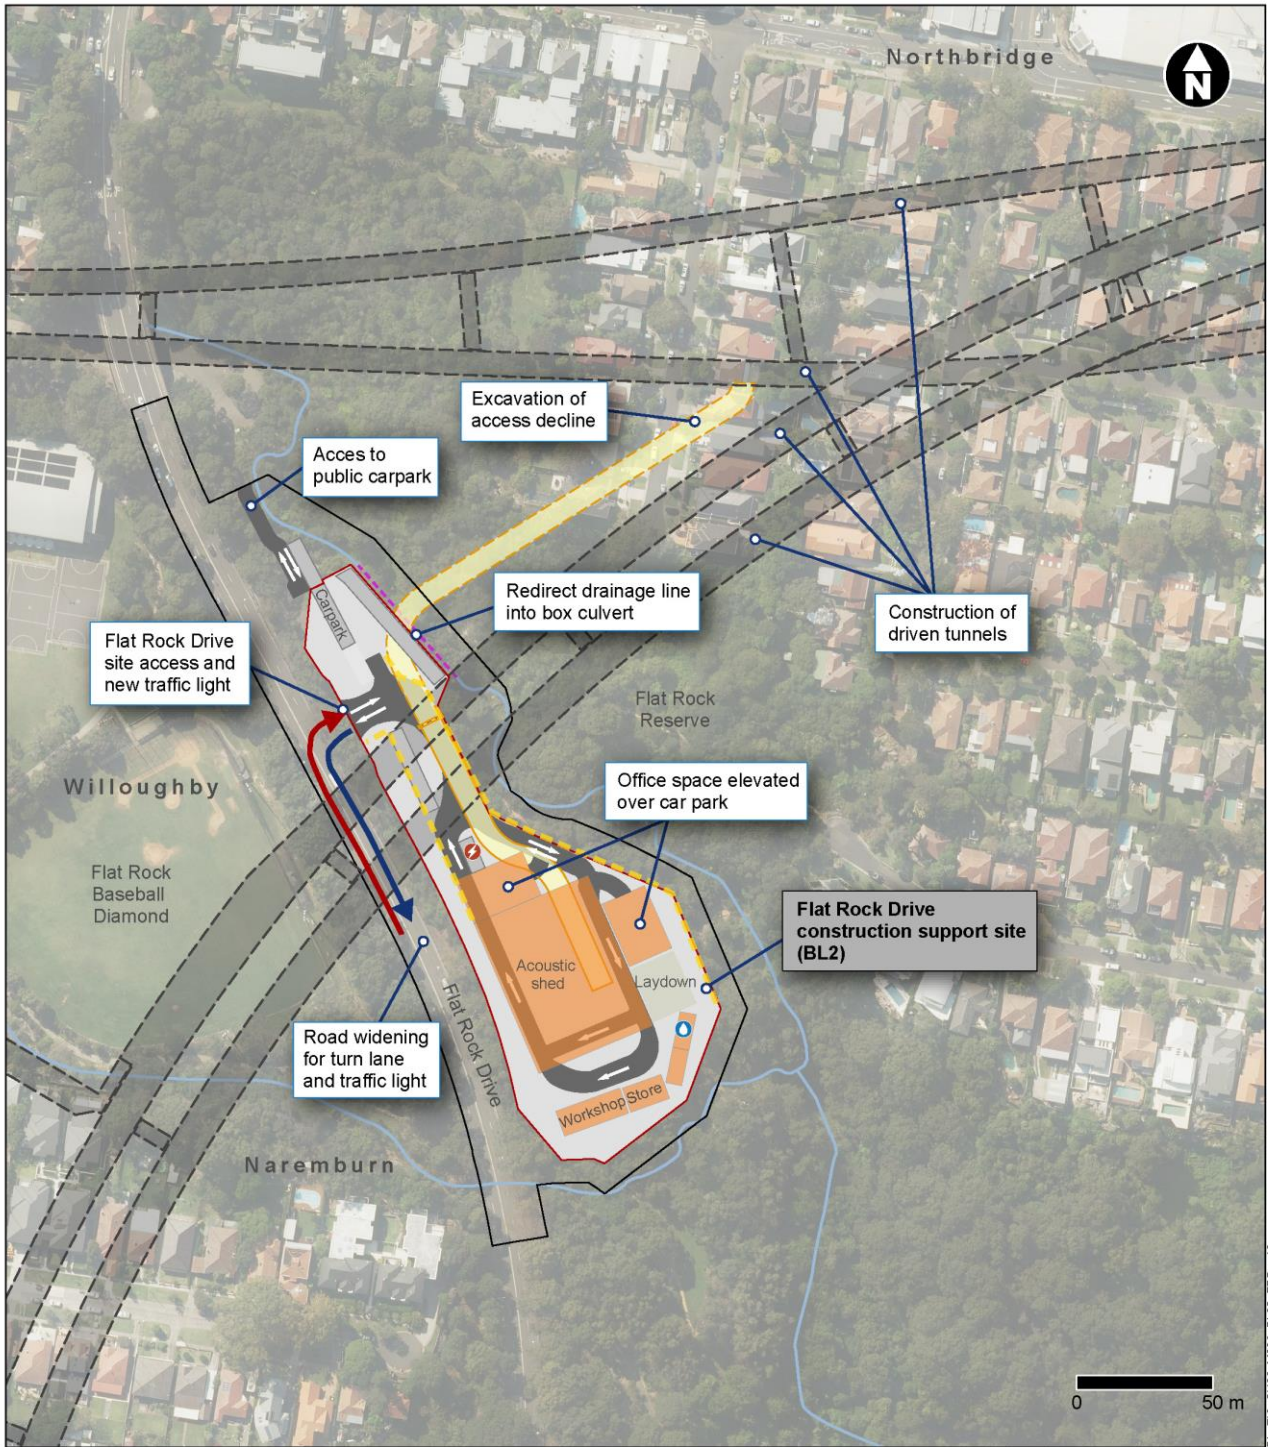 Northbridge
N
Excavation of
access decline
Acces to
public carpark
Redirect drainage line
into box culvert
Construction of
driven tunnels
Carpark
Flat Rock Drive
site access and
new traffic light
Flat Rock
Reserve
Willoughby
Office space elevated
over car park
Flat Rock
Baseball
Diamond
Flat Rock Drive
construction support site
(BL2)
Acoustic
shed
Laydown
Road widening
for turn lane
and traffic light
Flat Rock Drive
Workshop
Store
Naremburn
0 50 m